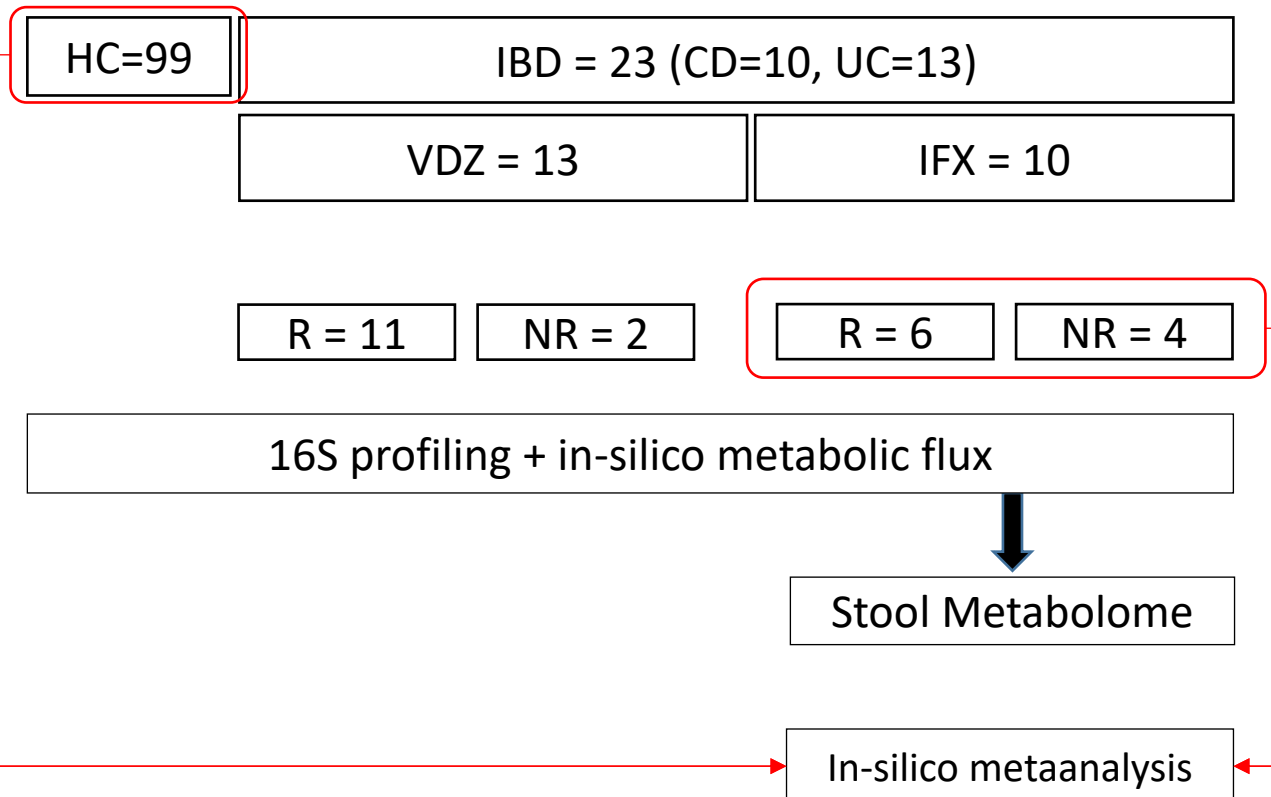 HC=99
IBD = 23 (CD=10, UC=13)
VDZ = 13
IFX = 10
R = 11
NR = 2
R = 6
NR = 4
16S profiling + in-silico metabolic flux
Stool Metabolome
In-silico metaanalysis